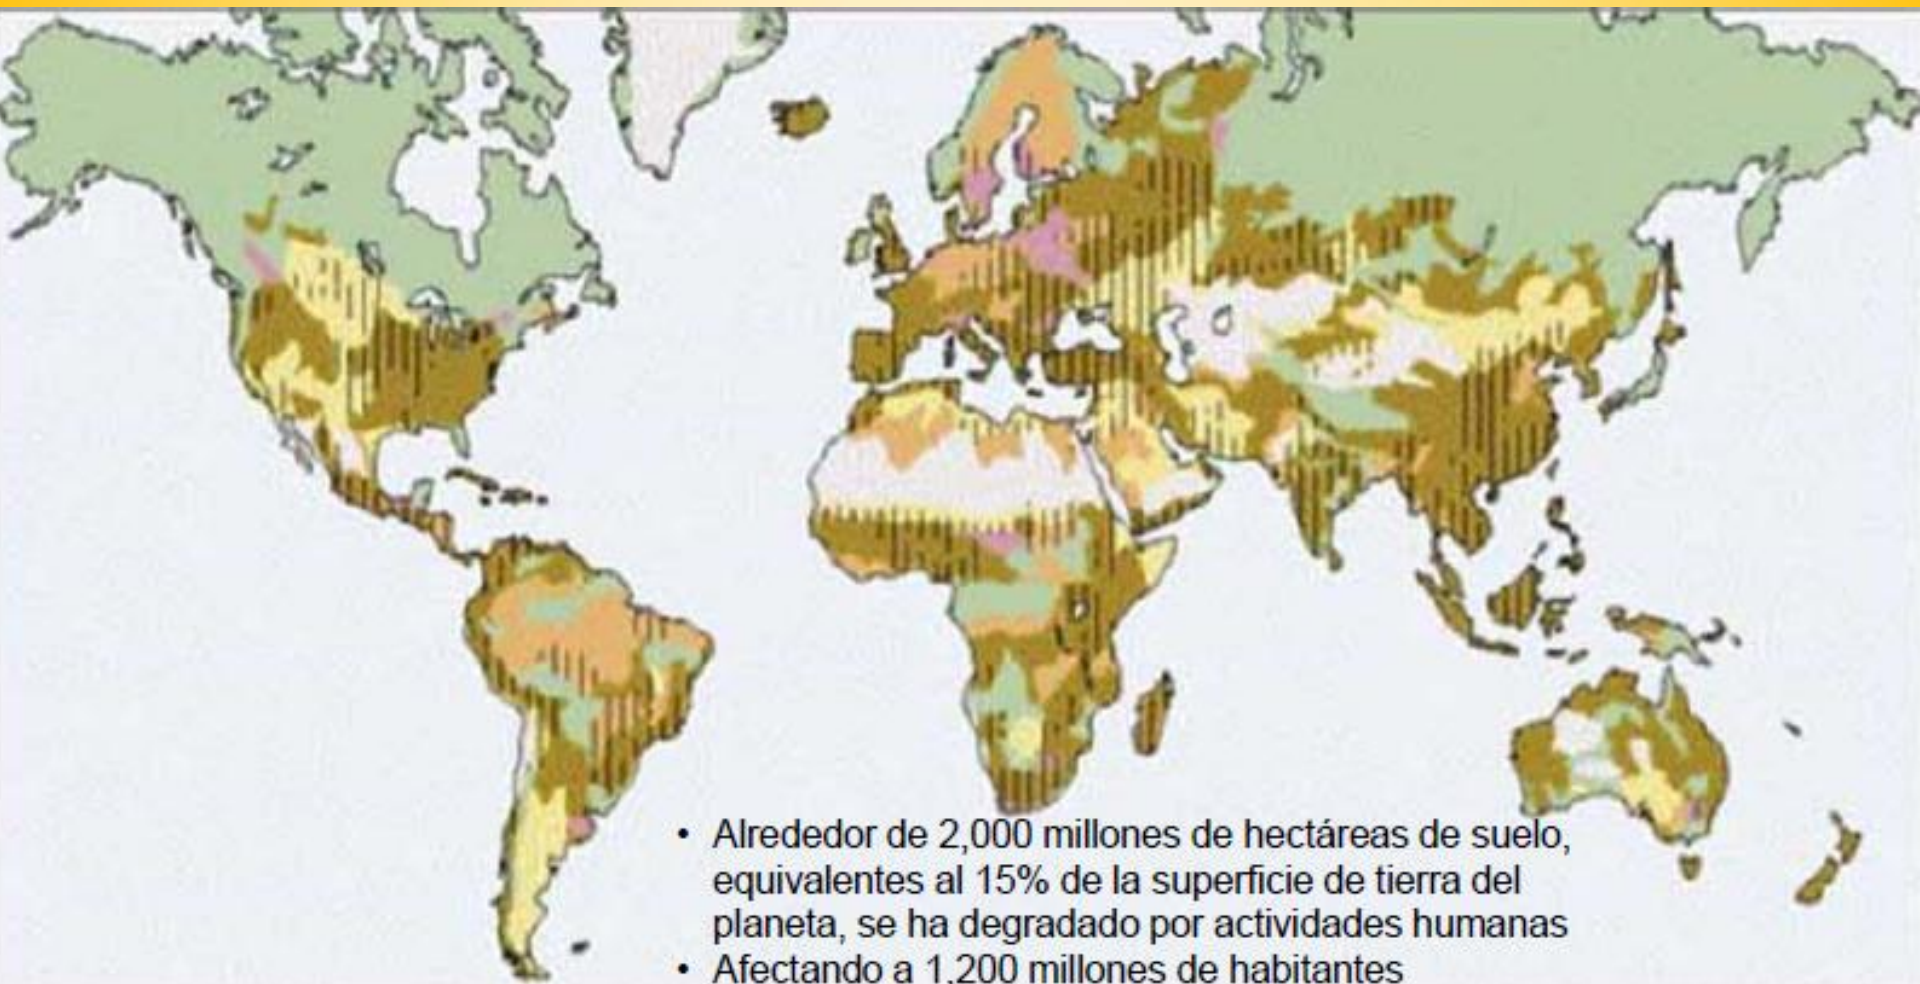 • Alrededor de 2,000 millones de hectáreas de suelo,
equivalentes al 15% de la superficie de tierra del
planeta, se ha degradado por actividades humanas
• Afectando a 1,200 millones de habitantes